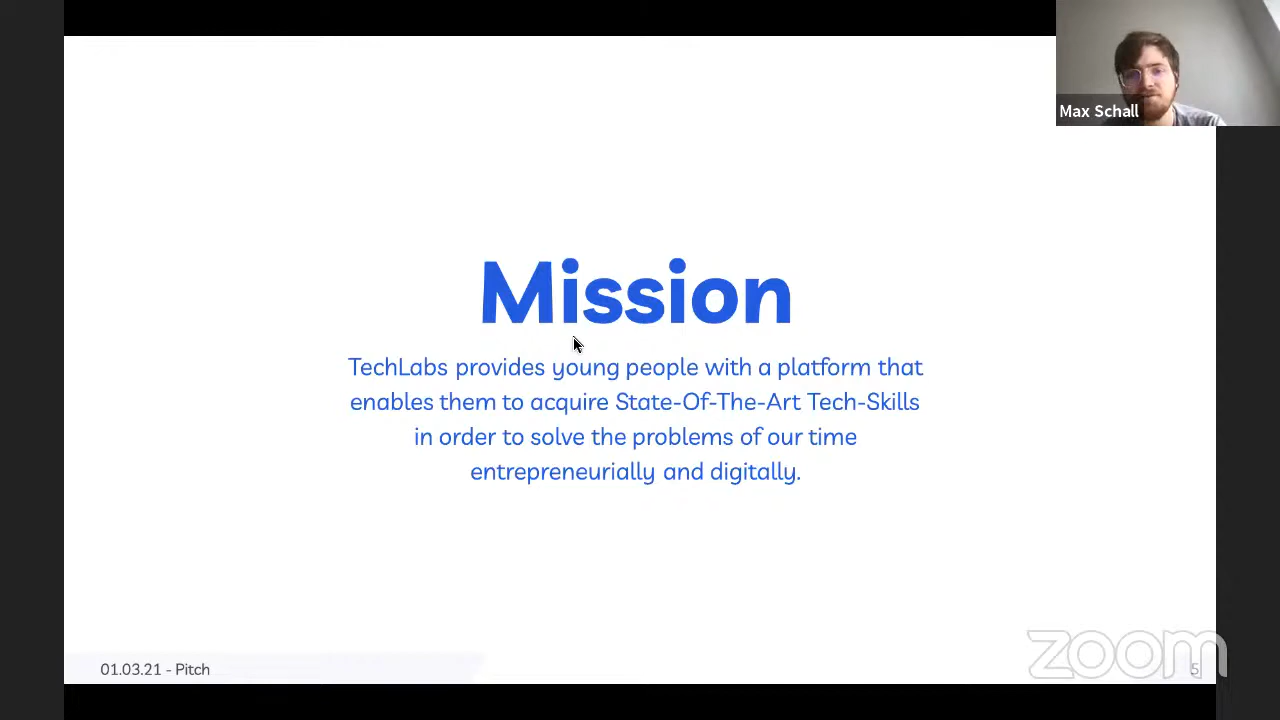 Max Schall
Mission
TechLabs provides young people with a platform that
enables them to acquire State-Of-The-Art Tech-Skills
in order to solve the problems of our time
entrepreneurially and digitally.
01.03.21 - Pitch
zoom
5